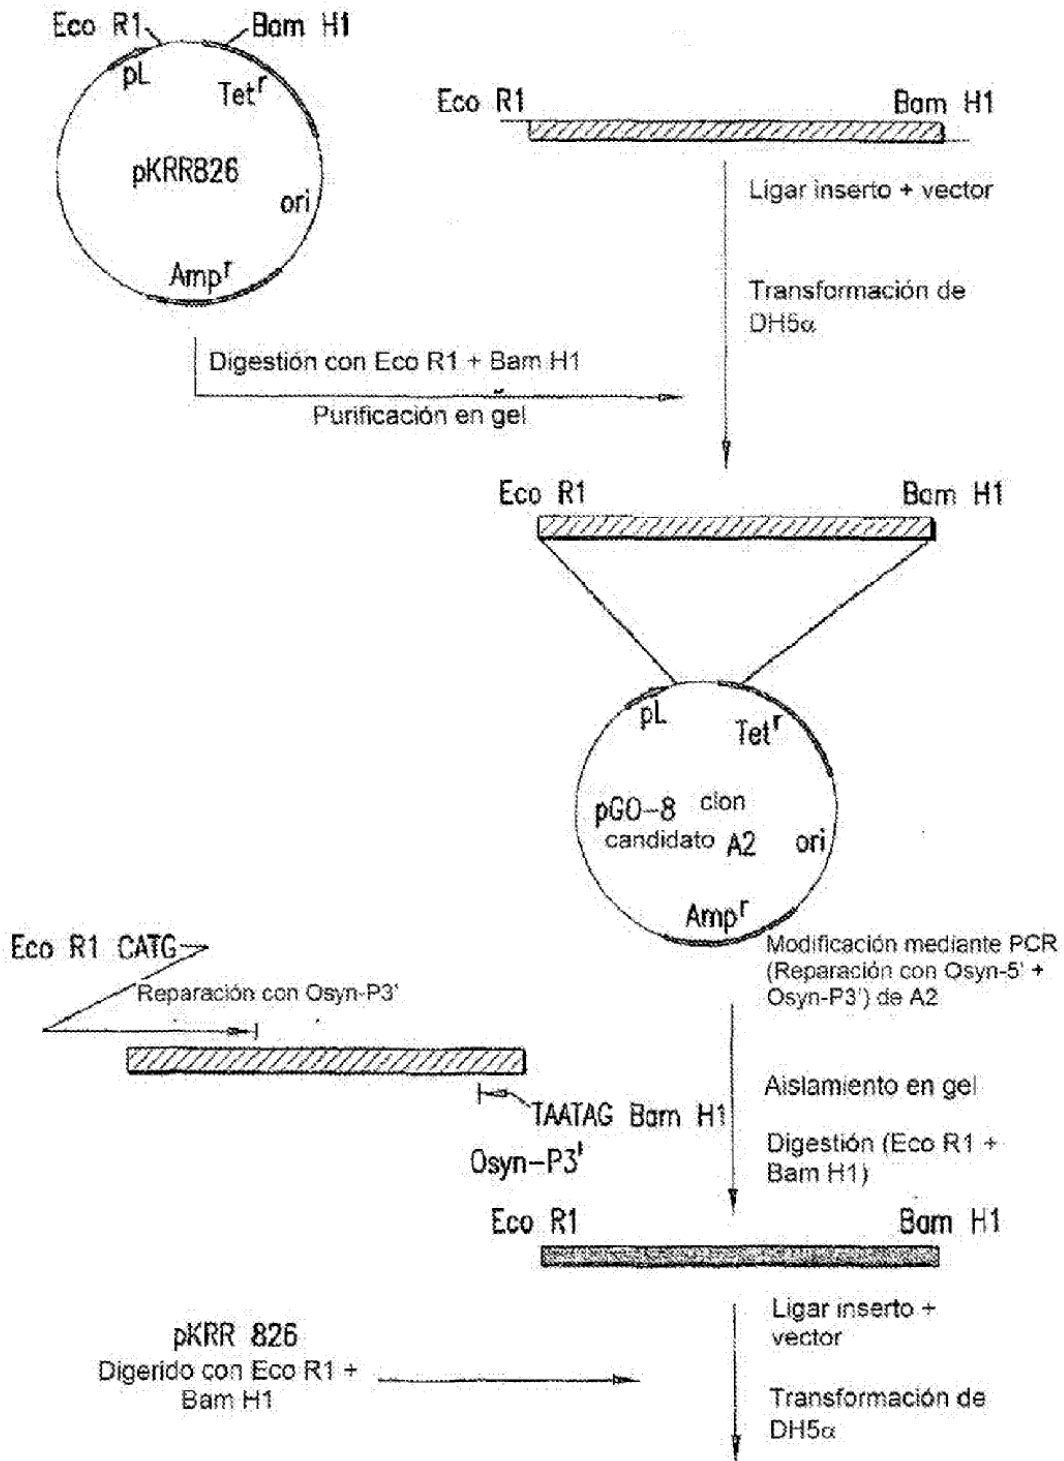 Eco R1
Bam H1
pL
Tetʳ
pKRR826
ori
Ampʳ
Eco R1
Bam H1
Ligar inserto + vector
Transformación de
DH5α
Digestión con Eco R1 + Bam H1
Purificación en gel
Eco R1
Bam H1
pL
Tetʳ
pGO-8 clon
candidato A2
ori
Ampʳ
Modificación mediante PCR
(Reparación con Osyn-5' +
Osyn-P3') de A2
Eco R1 CATG
Reparación con Osyn-P3'
TAATAG Bam H1
Osyn-P3'
Aislamiento en gel
Digestión (Eco R1 +
Bam H1)
Eco R1
Bam H1
Ligar inserto +
vector
pKRR 826
Digerido con Eco R1 +
Bam H1
Transformación de
DH5α